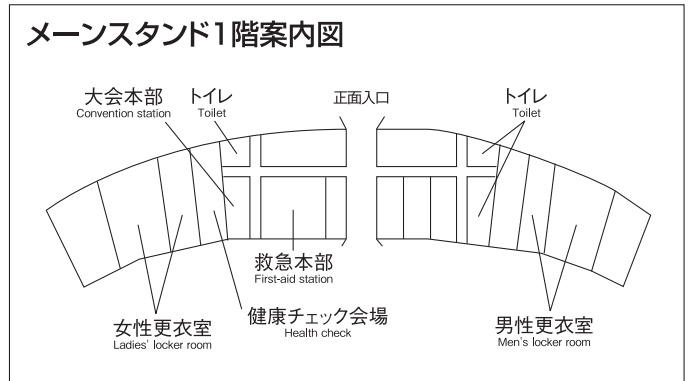 メーンスタンド1階案内図
大会本部
Convention station
トイレ
Toilet
正面入口
トイレ
Toilet
救急本部
First-aid station
女性更衣室
Ladies' locker room
健康チェック会場
Health check
男性更衣室
Men's locker room